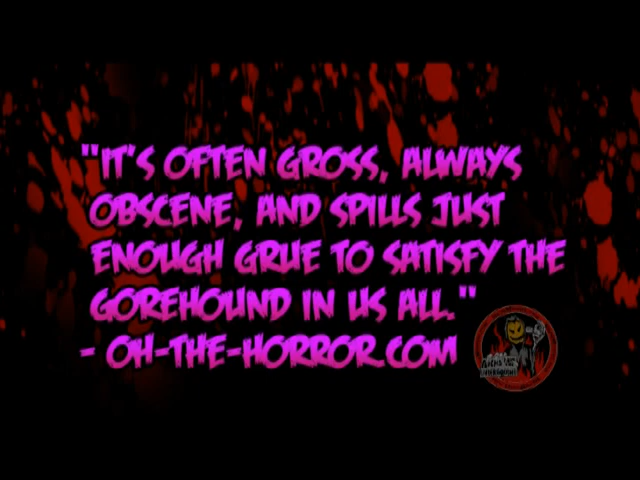 "IT'S OFTEN GROSS, ALWAYS
OBSCENE, AND SPILLS JUST
ENOUGH GRUE TO SATISFY THE
GOREHOUND IN US ALL."
- OH-THE-HORROR.COM